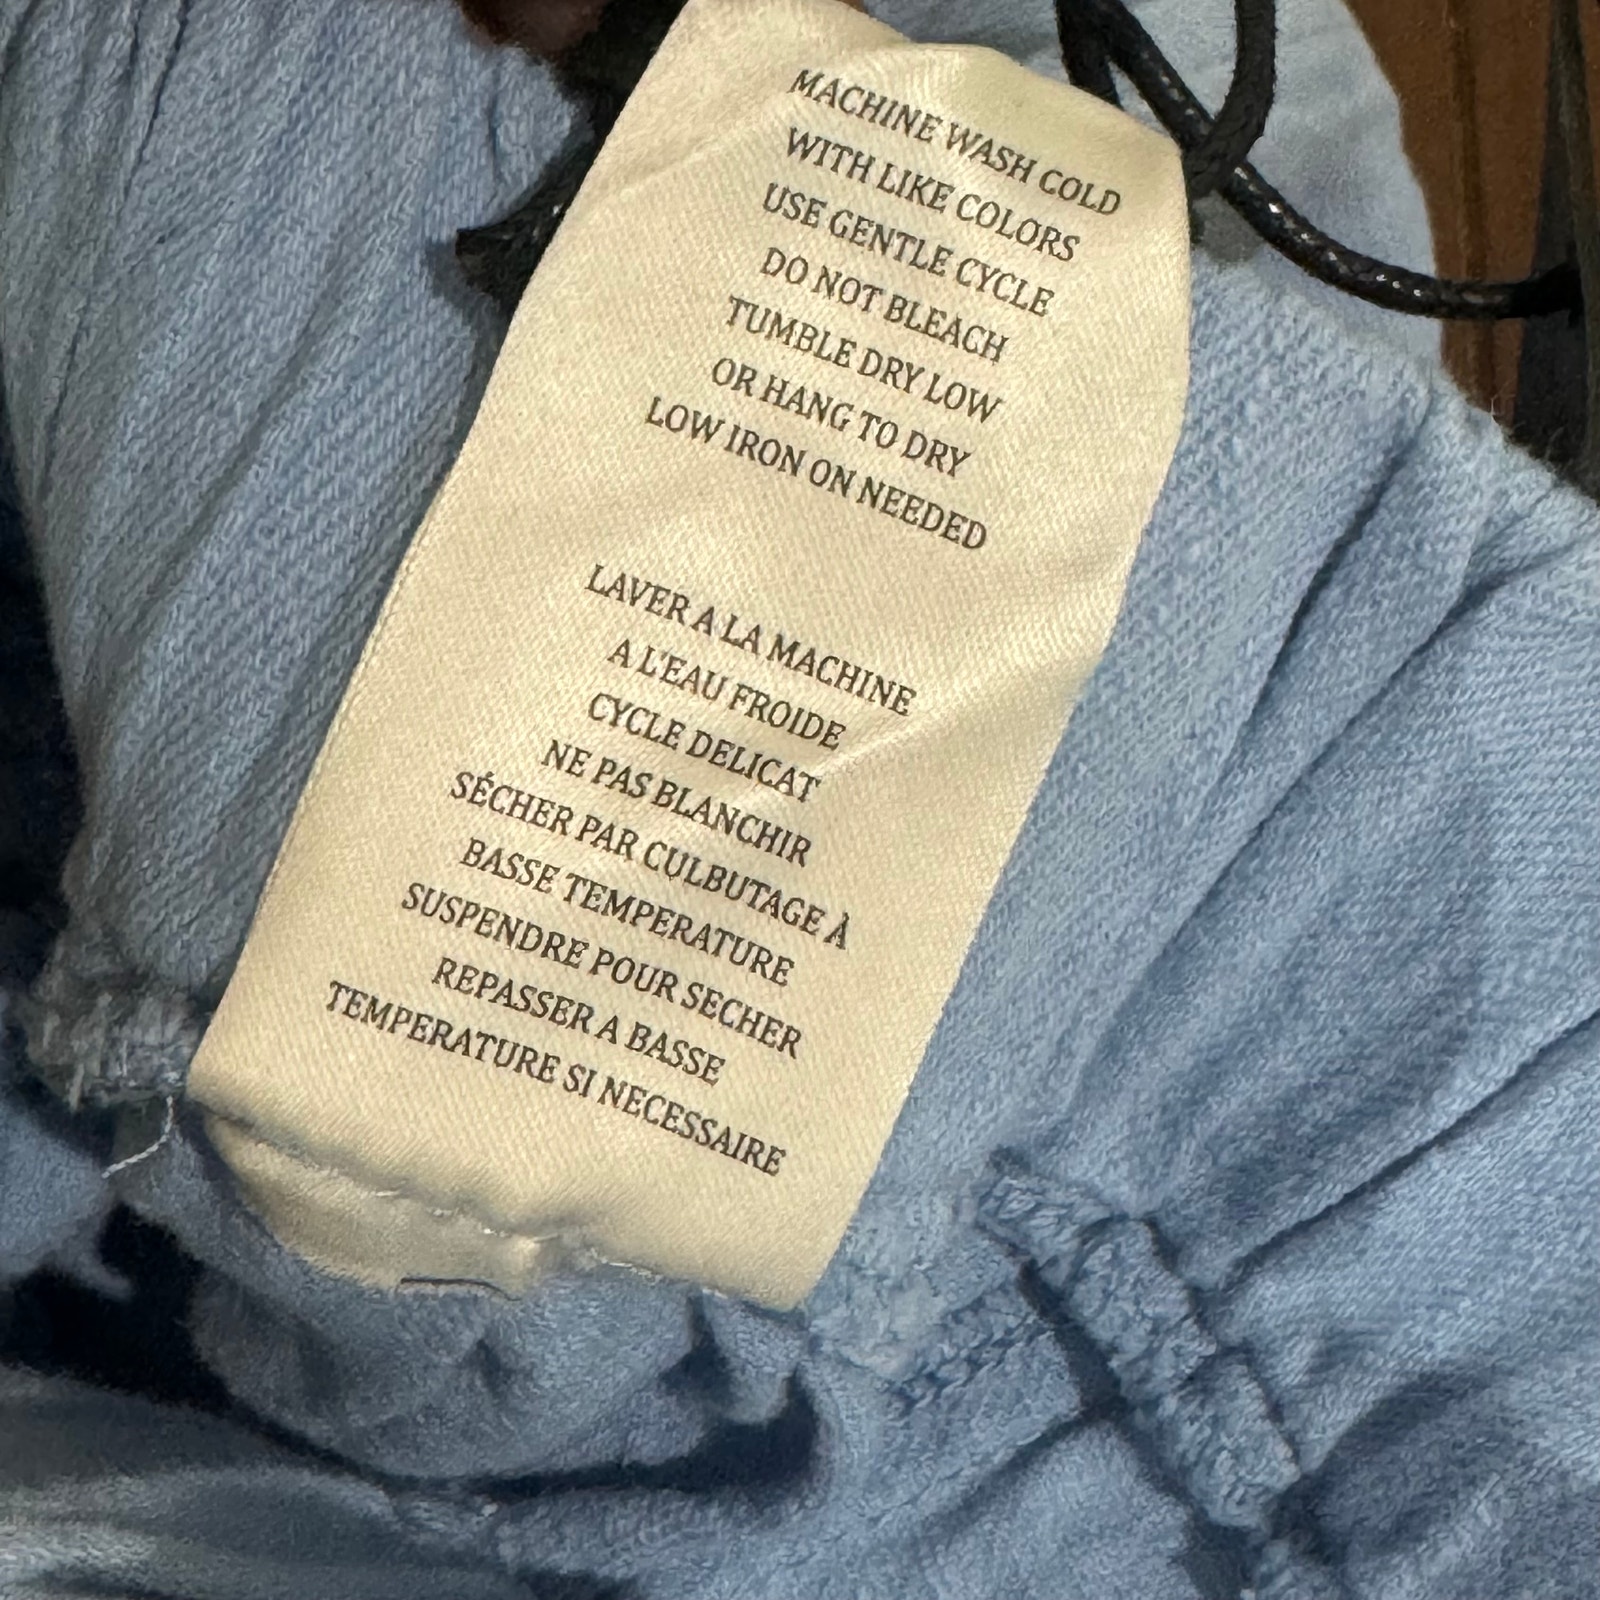 MACHINE WASH COLD
WITH LIKE COLORS
USE GENTLE CYCLE
DO NOT BLEACH
TUMBLE DRY LOW
OR HANG TO DRY
LOW IRON ON NEEDED
LAVER A LA MACHINE
A L'EAU FROIDE
CYCLE DELICAT
NE PAS BLANCHIR
SÉCHER PAR CULBUTAGE À
BASSE TEMPERATURE
SUSPENDRE POUR SECHER
REPASSER A BASSE
TEMPERATURE SI NECESSAIRE